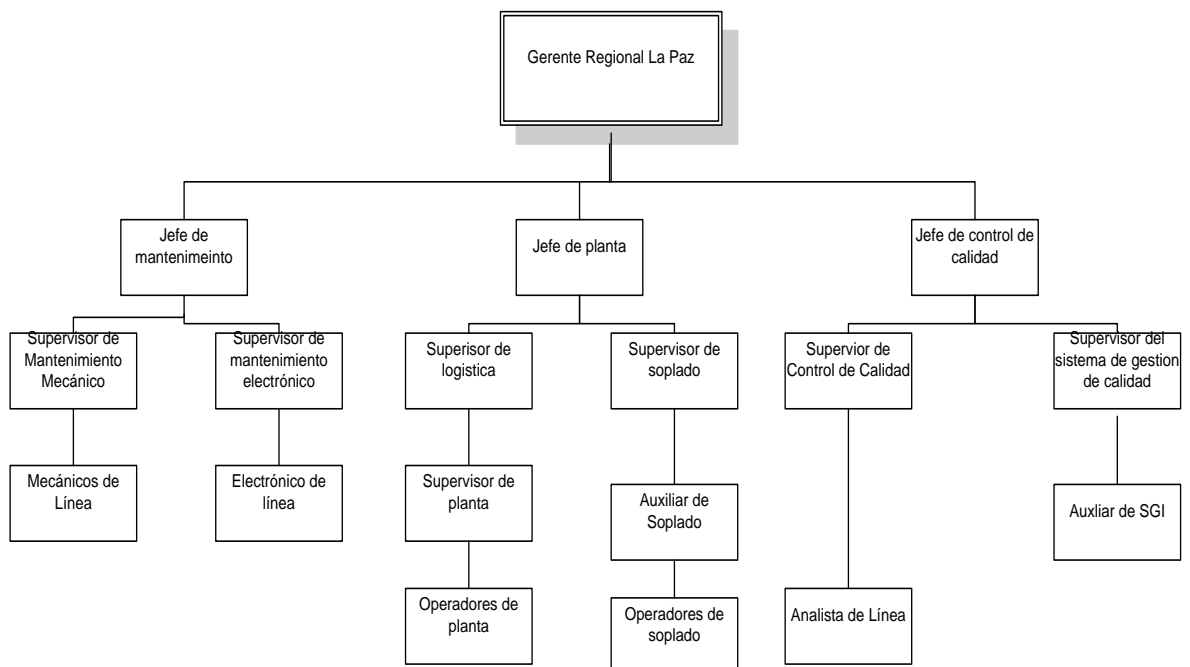 Gerente Regional La Paz
Jefe de
mantenimeinto
Jefe de planta
Jefe de control de
calidad
Supervisor de
Mantenimiento
Mecánico
Supervisor de
mantenimiento
electrónico
Superisor de
logistica
Supervisor de
soplado
Supervior de
Control de Calidad
Supervisor del
sistema de gestion
de calidad
Mecánicos de
Línea
Electrónico de
línea
Supervisor de
planta
Auxiliar de
Soplado
Auxliar de SGI
Operadores de
planta
Operadores de
soplado
Analista de Línea